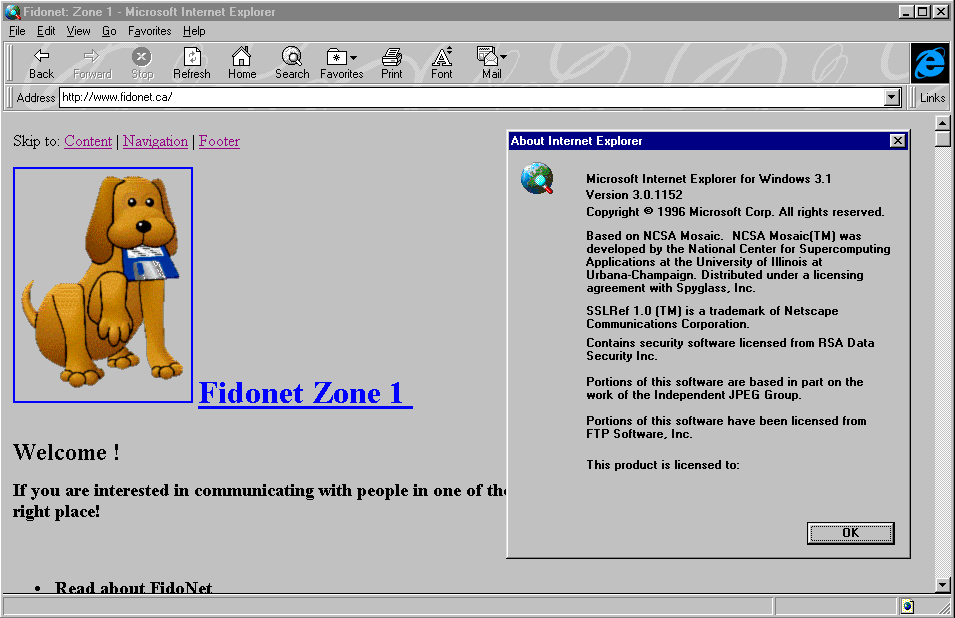 Fidonet: Zone 1 - Microsoft Internet Explorer
File Edit View Go Favorites Help
Back Forward Stop Refresh Home Search Favorites Print Font Mail
Address http://www.fidonet.ca/ Links
Skip to: Content | Navigation | Footer
Fidonet Zone 1
Welcome !
If you are interested in communicating with people in one of the
right place!
• Read about FidoNet
About Internet Explorer
Microsoft Internet Explorer for Windows 3.1
Version 3.0.1152
Copyright © 1996 Microsoft Corp. All rights reserved.
Based on NCSA Mosaic. NCSA Mosaic(TM) was
developed by the National Center for Supercomputing
Applications at the University of Illinois at
Urbana-Champaign. Distributed under a licensing
agreement with Spyglass, Inc.
SSLRef 1.0 (TM) is a trademark of Netscape
Communications Corporation.
Contains security software licensed from RSA Data
Security Inc.
Portions of this software are based in part on the
work of the Independent JPEG Group.
Portions of this software have been licensed from
FTP Software, Inc.
This product is licensed to:
OK